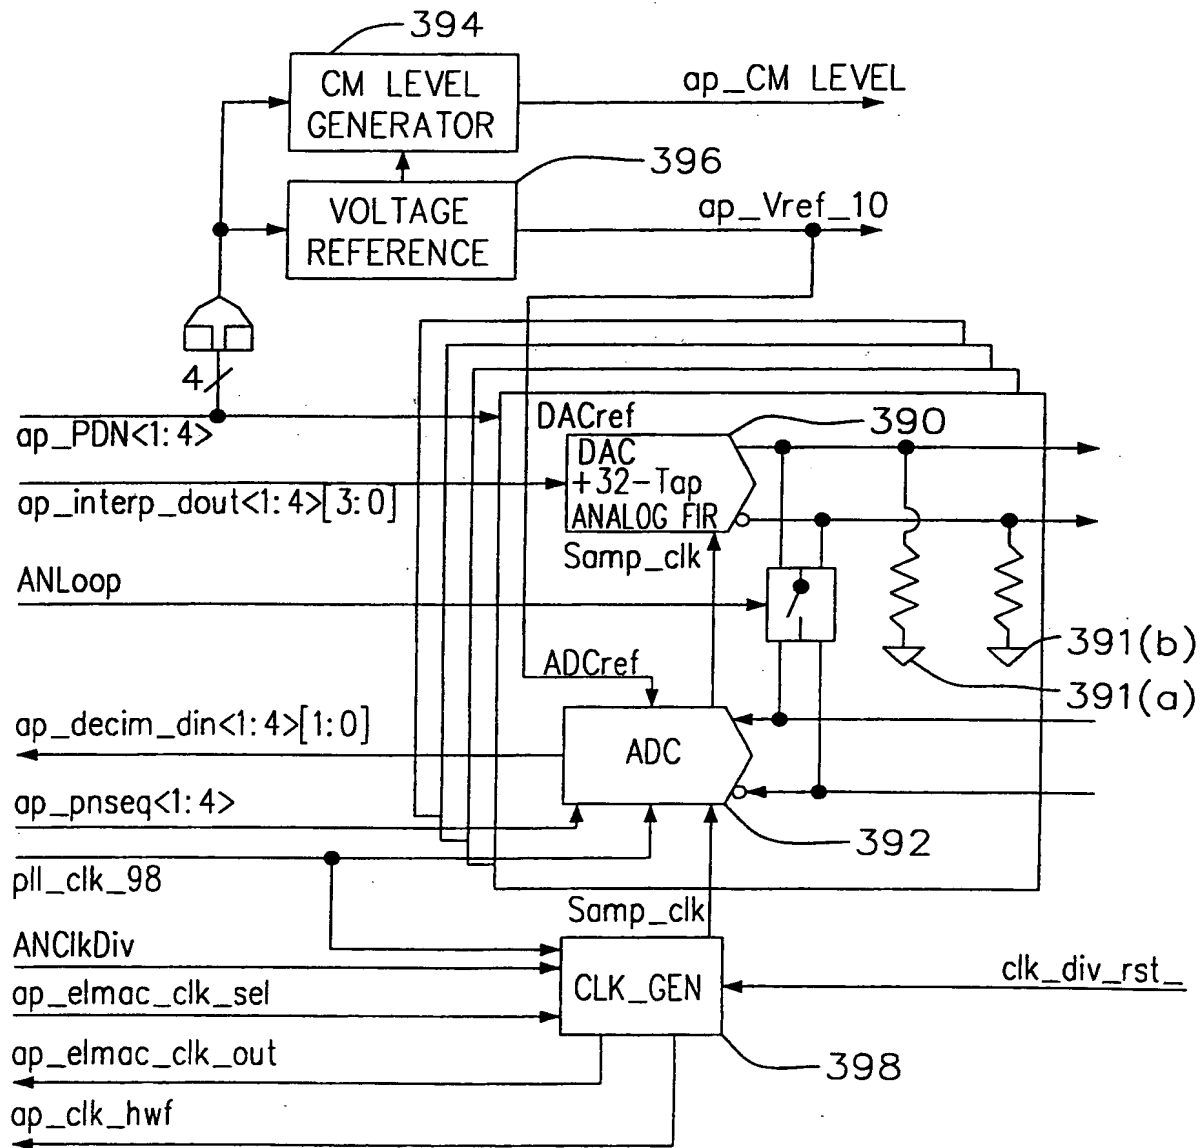 394
CM LEVEL
GENERATOR
ap_CM LEVEL
396
VOLTAGE
REFERENCE
ap_Vref_10
4
ap_PDN<1:4>
DACref
390
DAC
+32-Tap
ANALOG FIR
ap_interp_dout<1:4>[3:0]
Samp_clk
ANLoop
391(b)
391(a)
ADCref
ap_decim_din<1:4>[1:0]
ADC
ap_pnseq<1:4>
392
pll_clk_98
Samp_clk
ANClkDiv
CLK_GEN
clk_div_rst_
ap_elmac_clk_sel
ap_elmac_clk_out
398
ap_clk_hwf